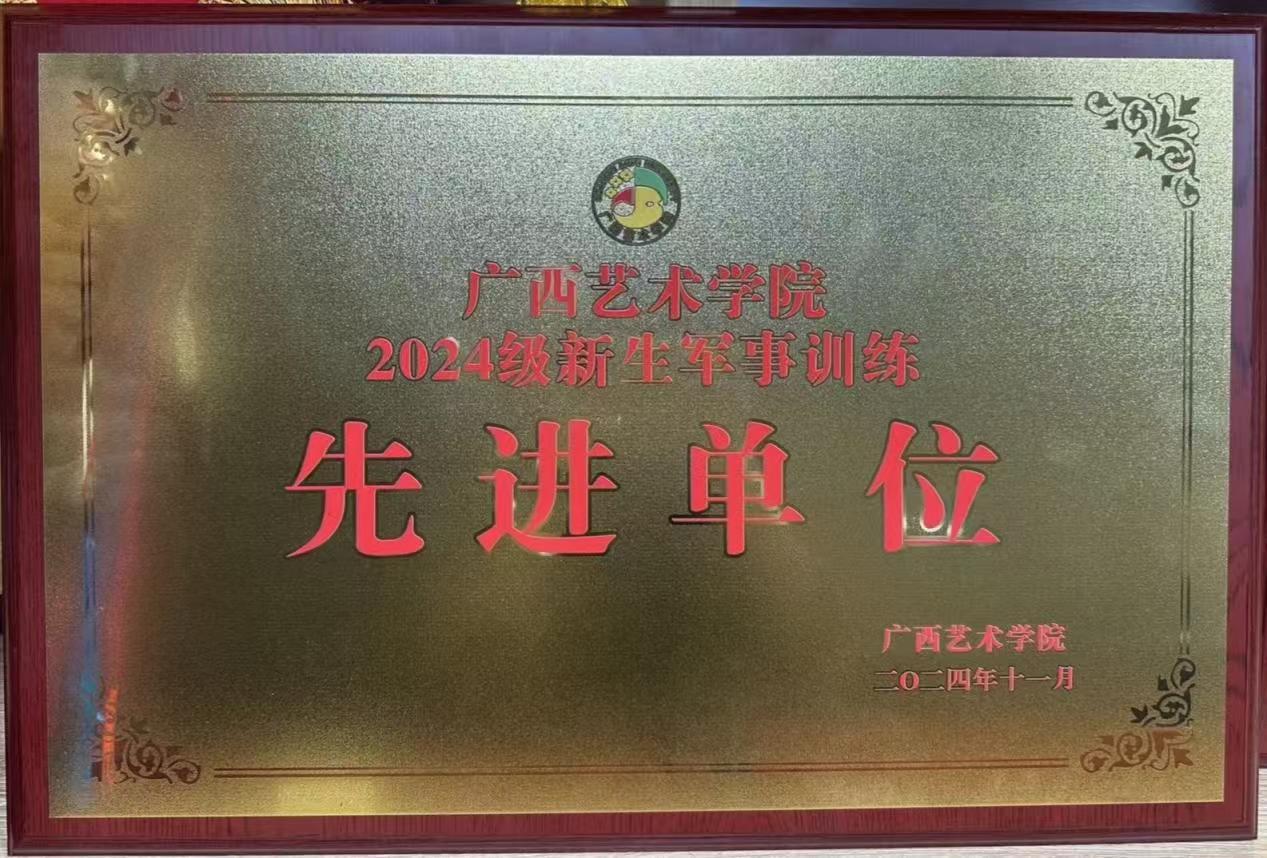 广西艺术学院
2024级新生军事训练
先进单位
广西艺术学院
二〇二四年十一月